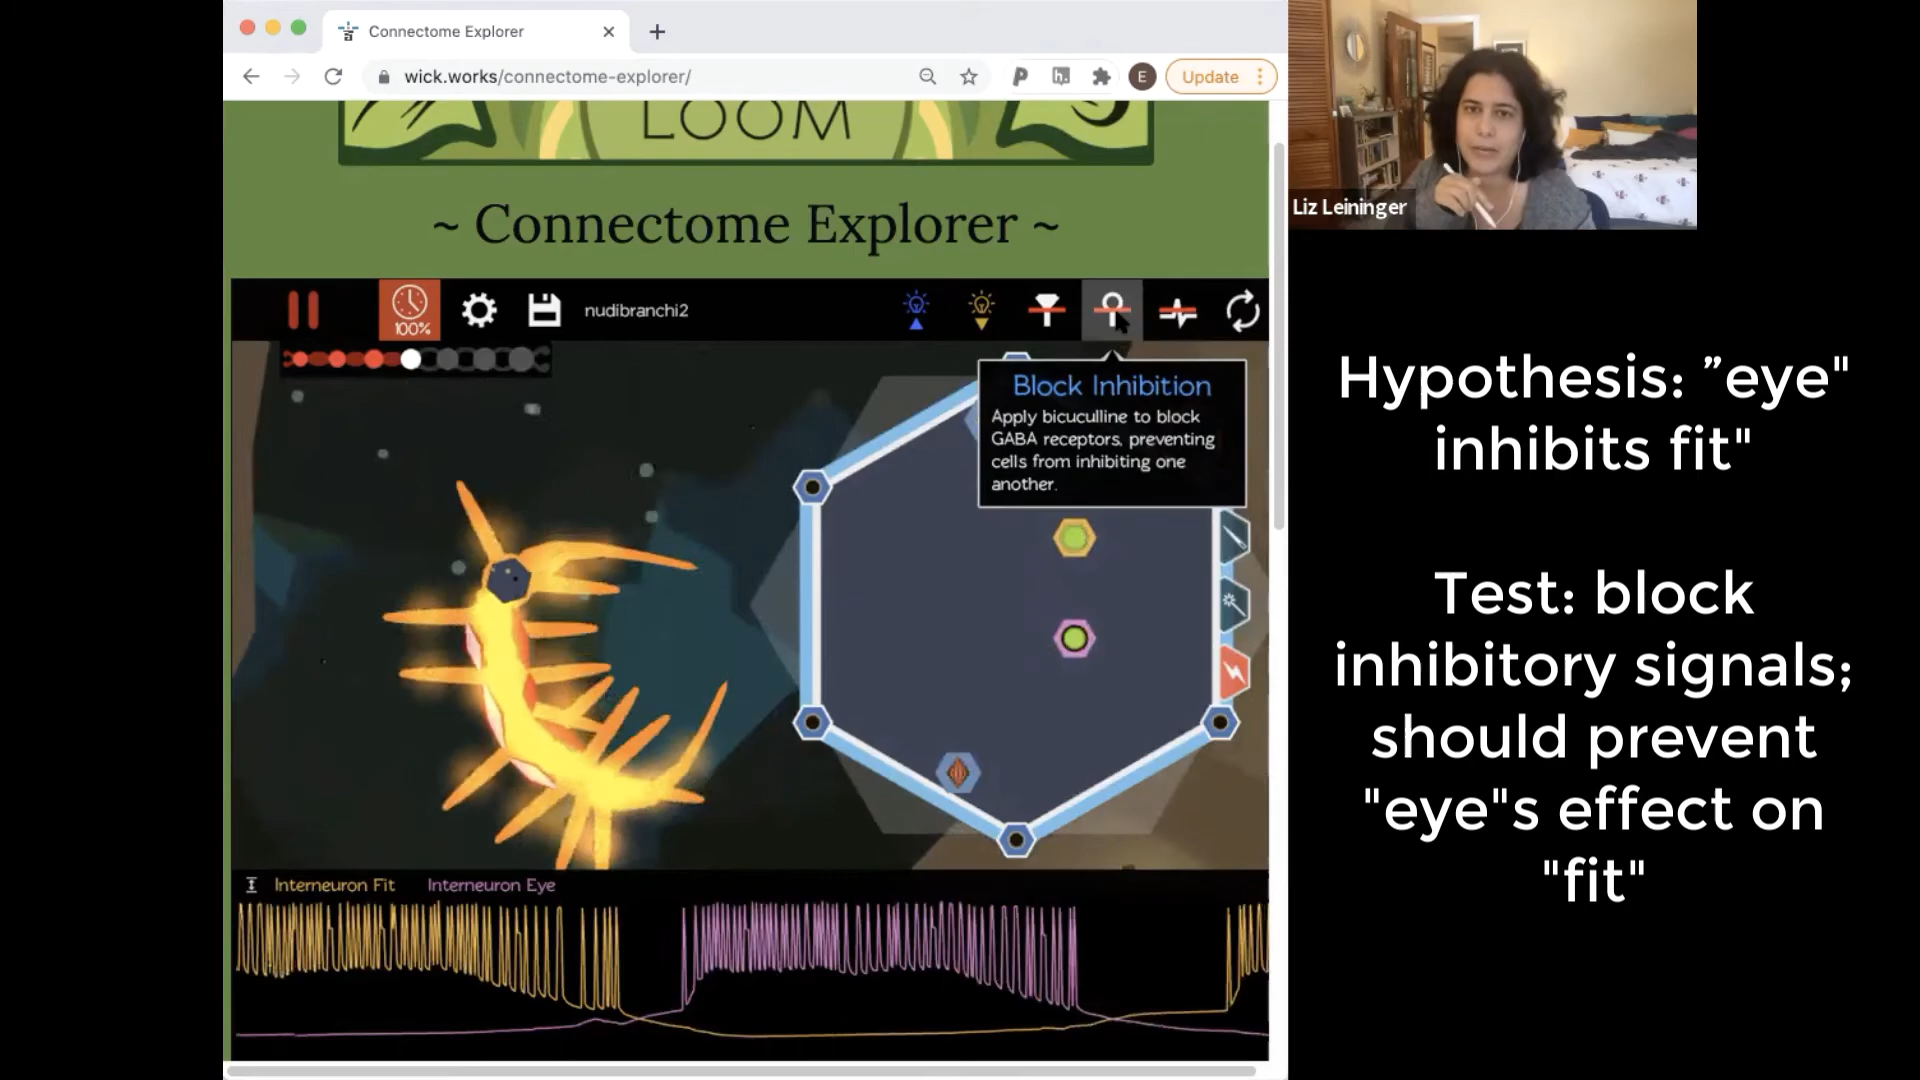 Connectome Explorer
wick.works/connectome-explorer/
E
Update
LOOM
~ Connectome Explorer ~
100%
nudibranchi2
Block Inhibition
Apply bicuculline to block
GABA receptors, preventing
cells from inhibiting one
another.
Interneuron Fit Interneuron Eye
Liz Leininger
Hypothesis: ”eye"
inhibits fit"
Test: block
inhibitory signals;
should prevent
"eye"s effect on
"fit"